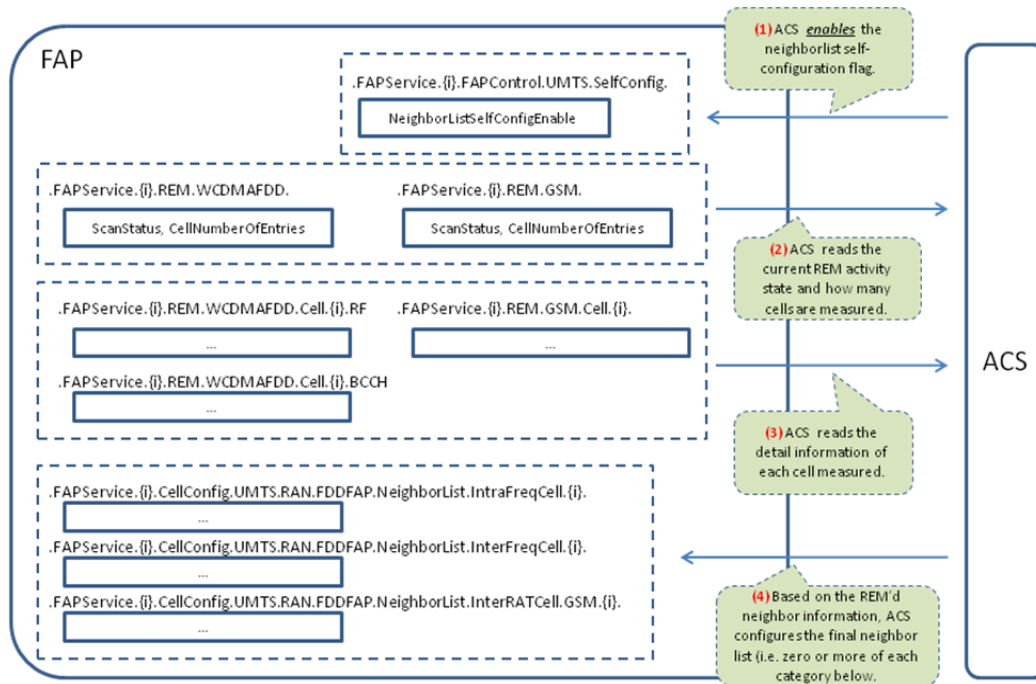 FAP
(1) ACS enables the
neighborlist self-
configuration flag.
.FAPService.{i}.FAPControl.UMTS.SelfConfig.
NeighborListSelfConfigEnable
.FAPService.{i}.REM.WCDMAFDD.
.FAPService.{i}.REM.GSM.
ScanStatus, CellNumberOfEntries
ScanStatus, CellNumberOfEntries
(2) ACS reads the
current REM activity
state and how many
cells are measured.
.FAPService.{i}.REM.WCDMAFDD.Cell.{i}.RF
.FAPService.{i}.REM.GSM.Cell.{i}.
...
...
.FAPService.{i}.REM.WCDMAFDD.Cell.{i}.BCCH
...
ACS
(3) ACS reads the
detail information of
each cell measured.
.FAPService.{i}.CellConfig.UMTS.RAN.FDDFAP.NeighborList.IntraFreqCell.{i}.
...
.FAPService.{i}.CellConfig.UMTS.RAN.FDDFAP.NeighborList.InterFreqCell.{i}.
...
.FAPService.{i}.CellConfig.UMTS.RAN.FDDFAP.NeighborList.InterRATCell.GSM.{i}.
...
(4) Based on the REM'd
neighbor information, ACS
configures the final neighbor
list (i.e. zero or more of each
category below.